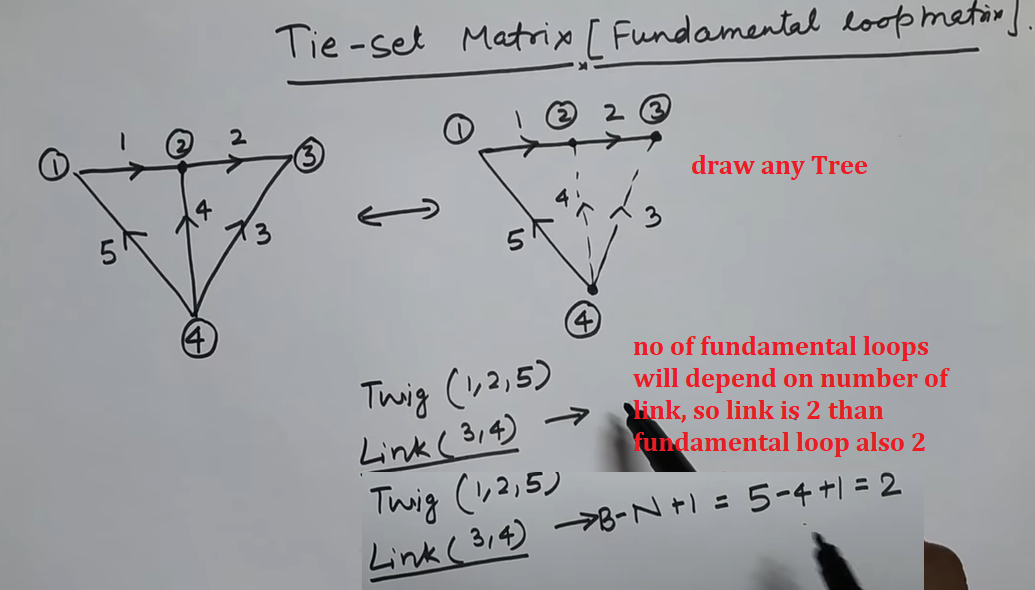 Tie-set Matrix [Fundamental loopmatrix].
1 1 2 2 3
5 4 3
4
1 1 2 2 3
5 4 3
4
draw any Tree
Twig (1,2,5)
Link (3,4) →
no of fundamental loops
will depend on number of
link, so link is 2 than
fundamental loop also 2
Twig (1,2,5)
Link (3,4) → B-N+1 = 5-4+1 = 2